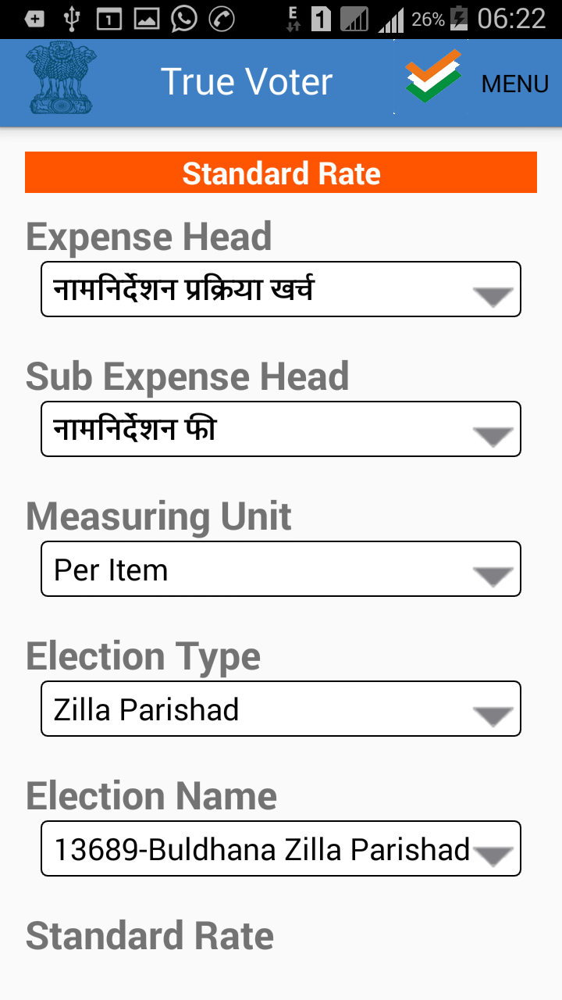 E 1 26% 06:22
True Voter MENU
Standard Rate
Expense Head
नामनिर्देशन प्रक्रिया खर्च
Sub Expense Head
नामनिर्देशन फी
Measuring Unit
Per Item
Election Type
Zilla Parishad
Election Name
13689-Buldhana Zilla Parishad
Standard Rate